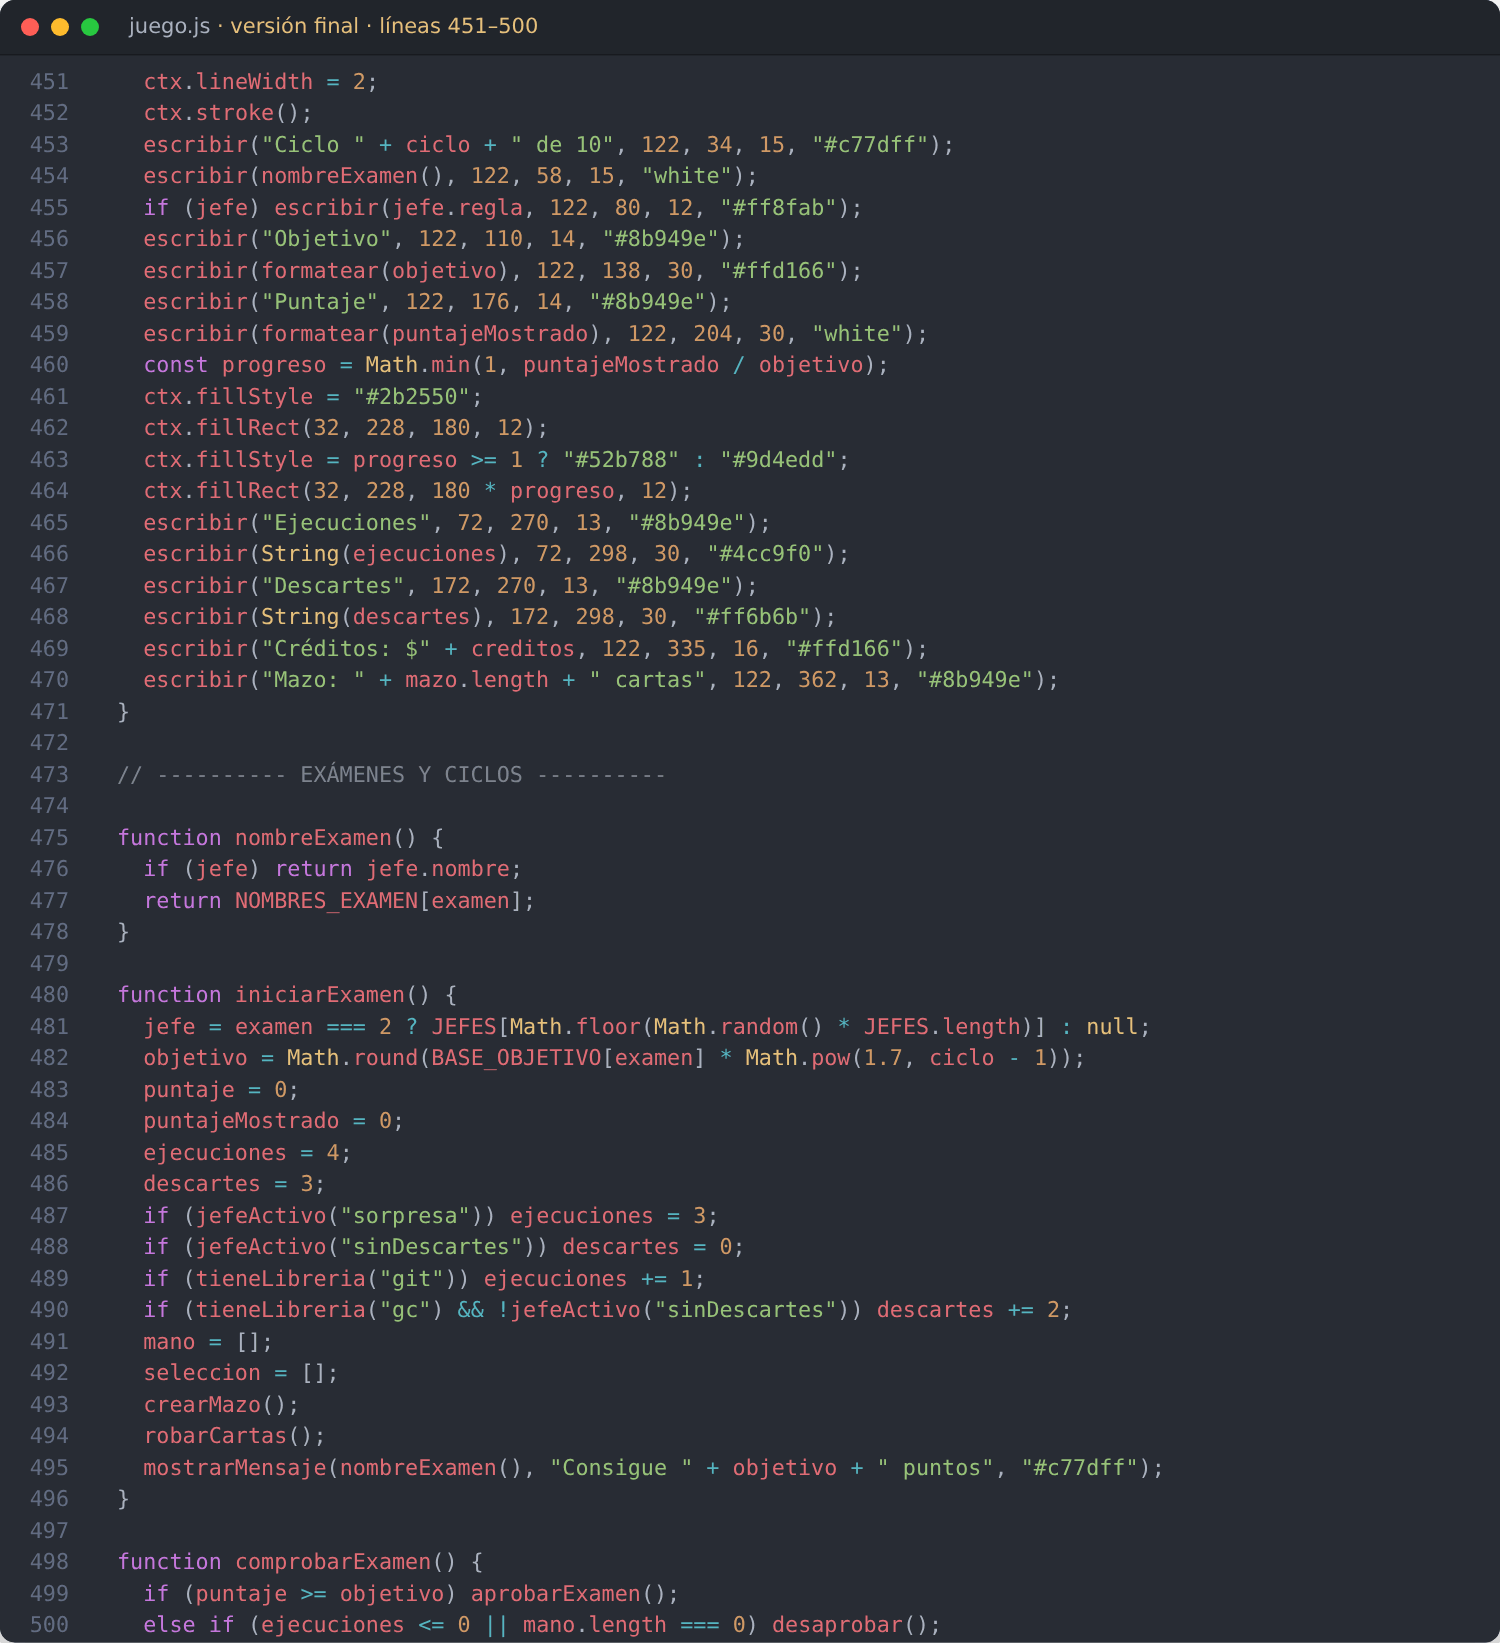 juego.js · versión final · líneas 451–500
451 ctx.lineWidth = 2;
452 ctx.stroke();
453 escribir("Ciclo " + ciclo + " de 10", 122, 34, 15, "#c77dff");
454 escribir(nombreExamen(), 122, 58, 15, "white");
455 if (jefe) escribir(jefe.regla, 122, 80, 12, "#ff8fab");
456 escribir("Objetivo", 122, 110, 14, "#8b949e");
457 escribir(formatear(objetivo), 122, 138, 30, "#ffd166");
458 escribir("Puntaje", 122, 176, 14, "#8b949e");
459 escribir(formatear(puntajeMostrado), 122, 204, 30, "white");
460 const progreso = Math.min(1, puntajeMostrado / objetivo);
461 ctx.fillStyle = "#2b2550";
462 ctx.fillRect(32, 228, 180, 12);
463 ctx.fillStyle = progreso >= 1 ? "#52b788" : "#9d4edd";
464 ctx.fillRect(32, 228, 180 * progreso, 12);
465 escribir("Ejecuciones", 72, 270, 13, "#8b949e");
466 escribir(String(ejecuciones), 72, 298, 30, "#4cc9f0");
467 escribir("Descartes", 172, 270, 13, "#8b949e");
468 escribir(String(descartes), 172, 298, 30, "#ff6b6b");
469 escribir("Créditos: $" + creditos, 122, 335, 16, "#ffd166");
470 escribir("Mazo: " + mazo.length + " cartas", 122, 362, 13, "#8b949e");
471 }
472
473 // ---------- EXÁMENES Y CICLOS ----------
474
475 function nombreExamen() {
476 if (jefe) return jefe.nombre;
477 return NOMBRES_EXAMEN[examen];
478 }
479
480 function iniciarExamen() {
481 jefe = examen === 2 ? JEFES[Math.floor(Math.random() * JEFES.length)] : null;
482 objetivo = Math.round(BASE_OBJETIVO[examen] * Math.pow(1.7, ciclo - 1));
483 puntaje = 0;
484 puntajeMostrado = 0;
485 ejecuciones = 4;
486 descartes = 3;
487 if (jefeActivo("sorpresa")) ejecuciones = 3;
488 if (jefeActivo("sinDescartes")) descartes = 0;
489 if (tieneLibreria("git")) ejecuciones += 1;
490 if (tieneLibreria("gc") && !jefeActivo("sinDescartes")) descartes += 2;
491 mano = [];
492 seleccion = [];
493 crearMazo();
494 robarCartas();
495 mostrarMensaje(nombreExamen(), "Consigue " + objetivo + " puntos", "#c77dff");
496 }
497
498 function comprobarExamen() {
499 if (puntaje >= objetivo) aprobarExamen();
500 else if (ejecuciones <= 0 || mano.length === 0) desaprobar();